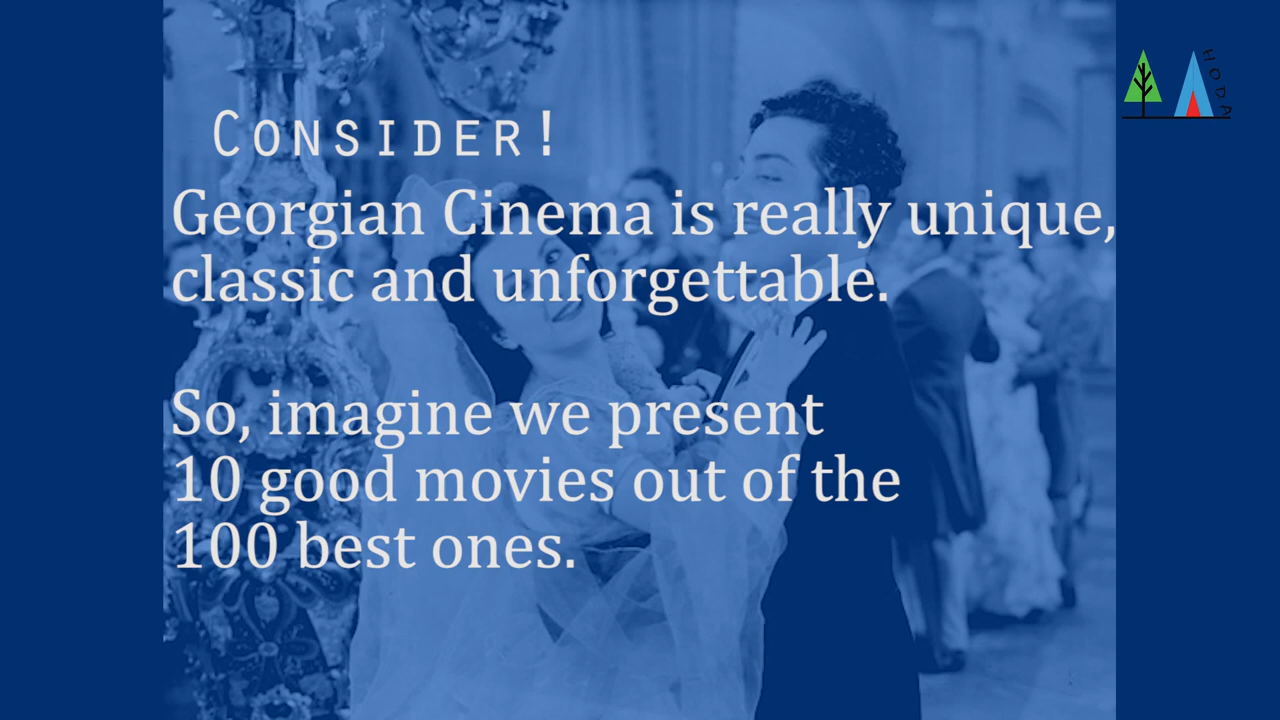 HODA
CONSIDER!
Georgian Cinema is really unique,
classic and unforgettable.
So, imagine we present
10 good movies out of the
100 best ones.